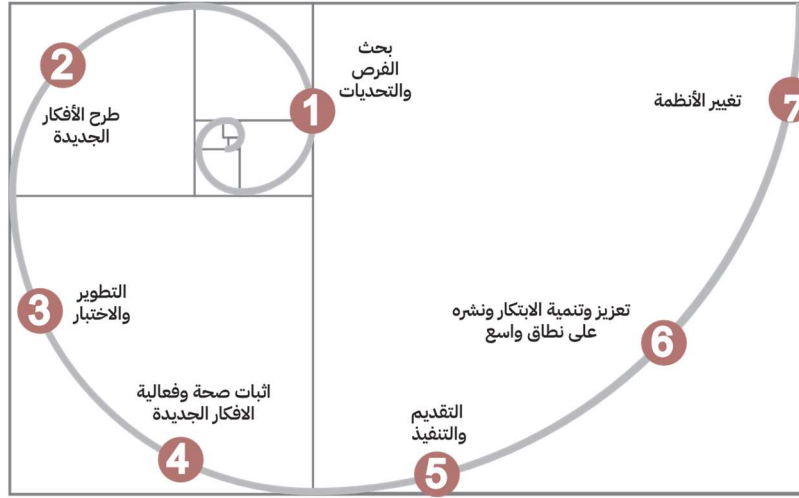 1
بحث
الفرص
والتحديات
2
طرح الأفكار
الجديدة
3
التطوير
والاختبار
4
اثبات صحة وفعالية
الافكار الجديدة
5
التقديم
والتنفيذ
6
تعزيز وتنمية الابتكار ونشره
على نطاق واسع
7
تغيير الأنظمة